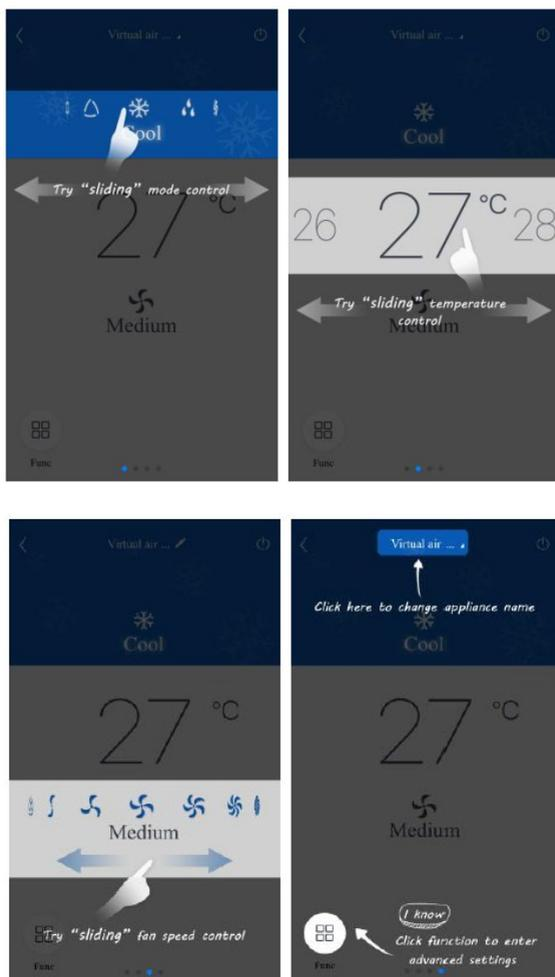 Virtual air ...
Cool
Try "sliding" mode control
27 °C
Medium
Func
Virtual air ...
Cool
26 27 °C 28
Try "sliding" temperature
control
Medium
Func
Virtual air ...
Cool
27 °C
Medium
Try "sliding" fan speed control
Func
Virtual air ...
Click here to change appliance name
Cool
27 °C
Medium
I know
Click function to enter
advanced settings
Func